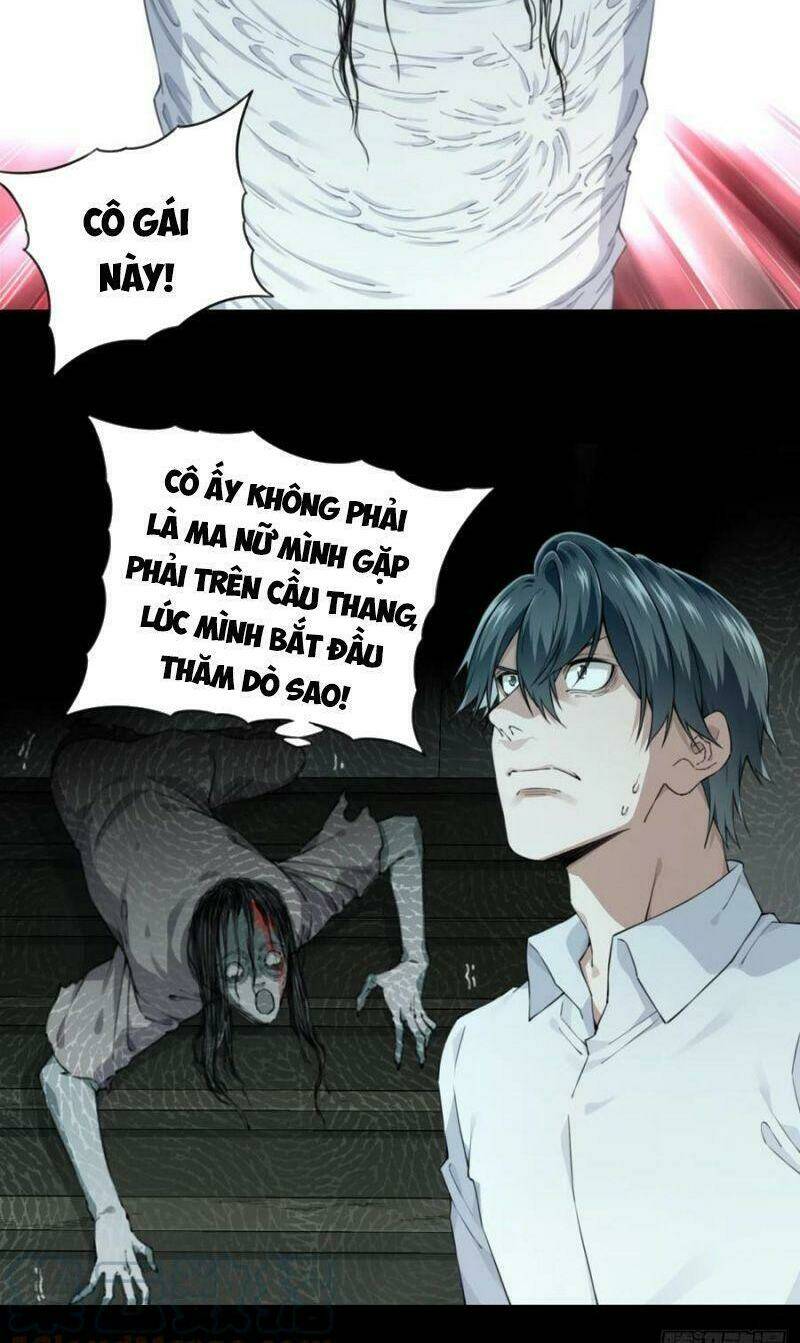 CÔ GÁI
NÀY!
CÔ ẤY KHÔNG PHẢI
LÀ MA NỮ MÌNH GẶP
PHẢI TRÊN CẦU THANG,
LÚC MÌNH BẮT ĐẦU
THĂM DÒ SAO!